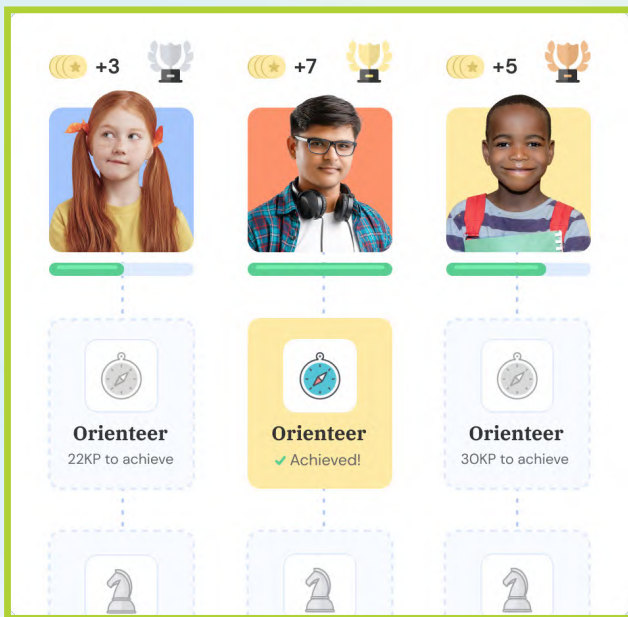 +3
+7
+5
Orienteer
22KP to achieve
Orienteer
Achieved!
Orienteer
30KP to achieve